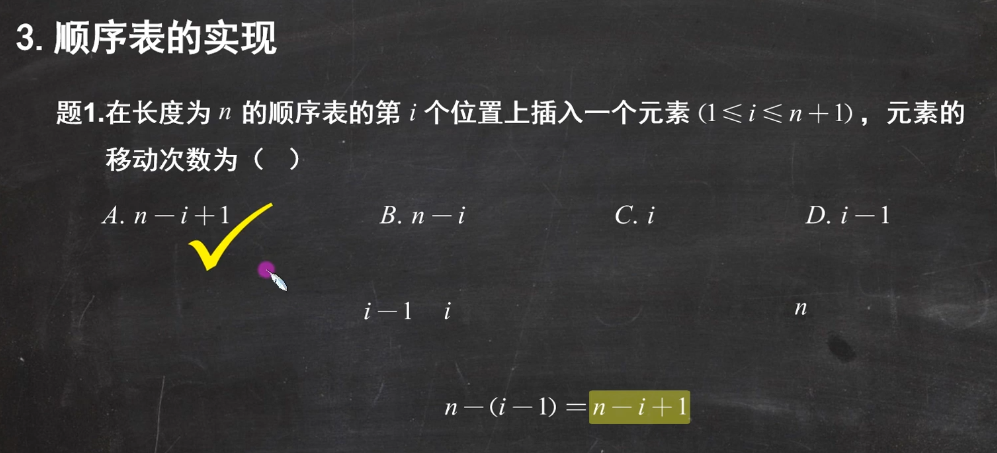 3. 顺序表的实现
题1.在长度为 n 的顺序表的第 i 个位置上插入一个元素 (1≤i≤n+1)，元素的
移动次数为（ ）
A. n－i＋1 B. n－i C. i D. i－1
i－1 i n
n－(i－1)＝n－i＋1